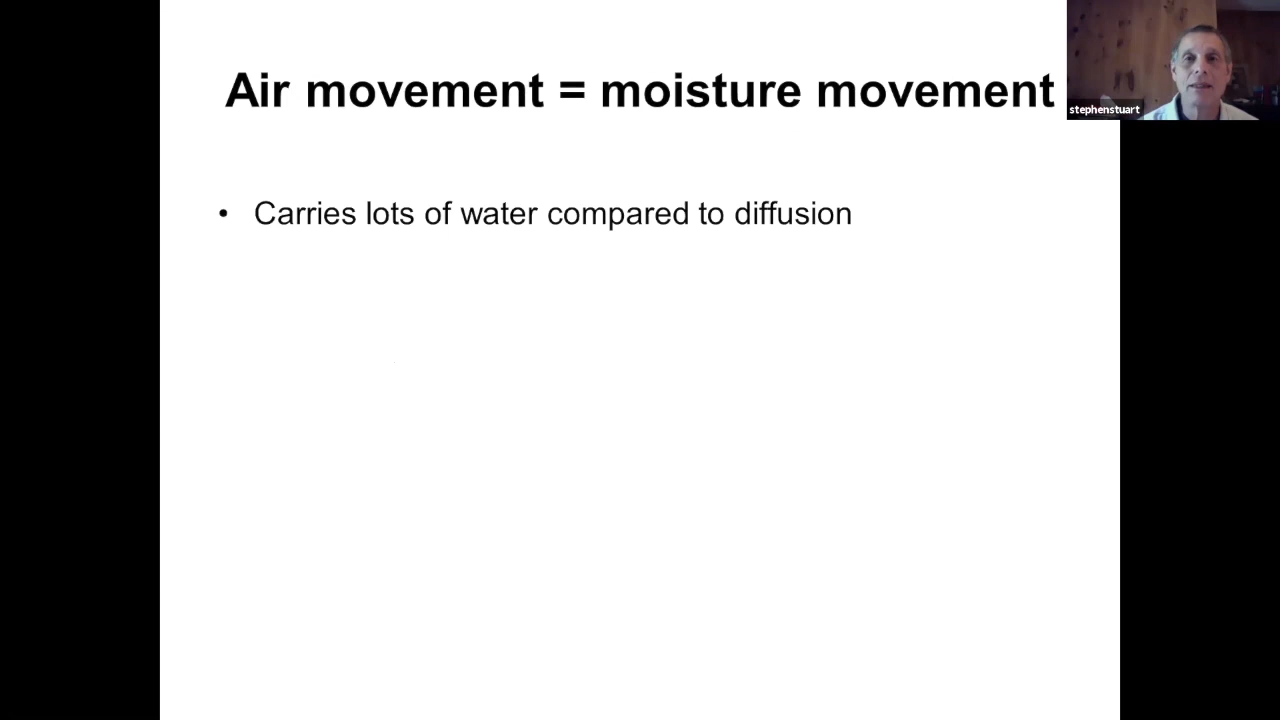 Air movement = moisture movement
stephenstuart
• Carries lots of water compared to diffusion